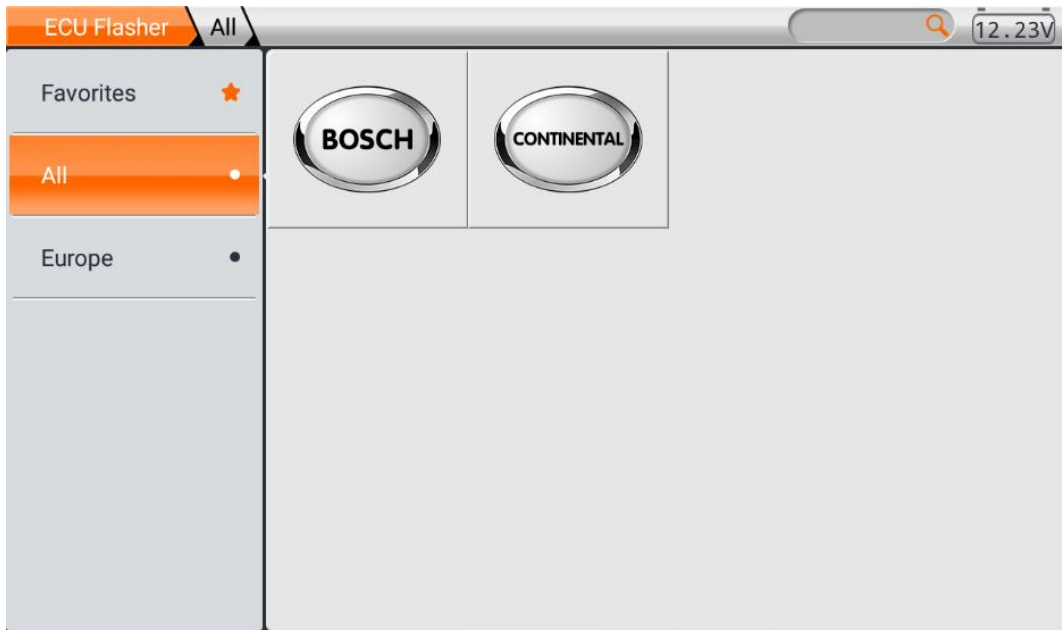 ECU Flasher All 12.23V
Favorites
All
Europe
BOSCH CONTINENTAL